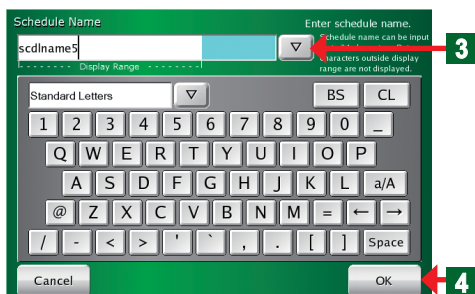 Schedule Name
Enter schedule name.
Schedule name can be input
scdlname5
▽
3
Characters outside display
range are not displayed.
Display Range
Standard Letters ▽ BS CL
1 2 3 4 5 6 7 8 9 0 _
Q W E R T Y U I O P
A S D F G H J K L a/A
@ Z X C V B N M = ← →
/ - < > ' ` , . [ ] Space
Cancel OK 4